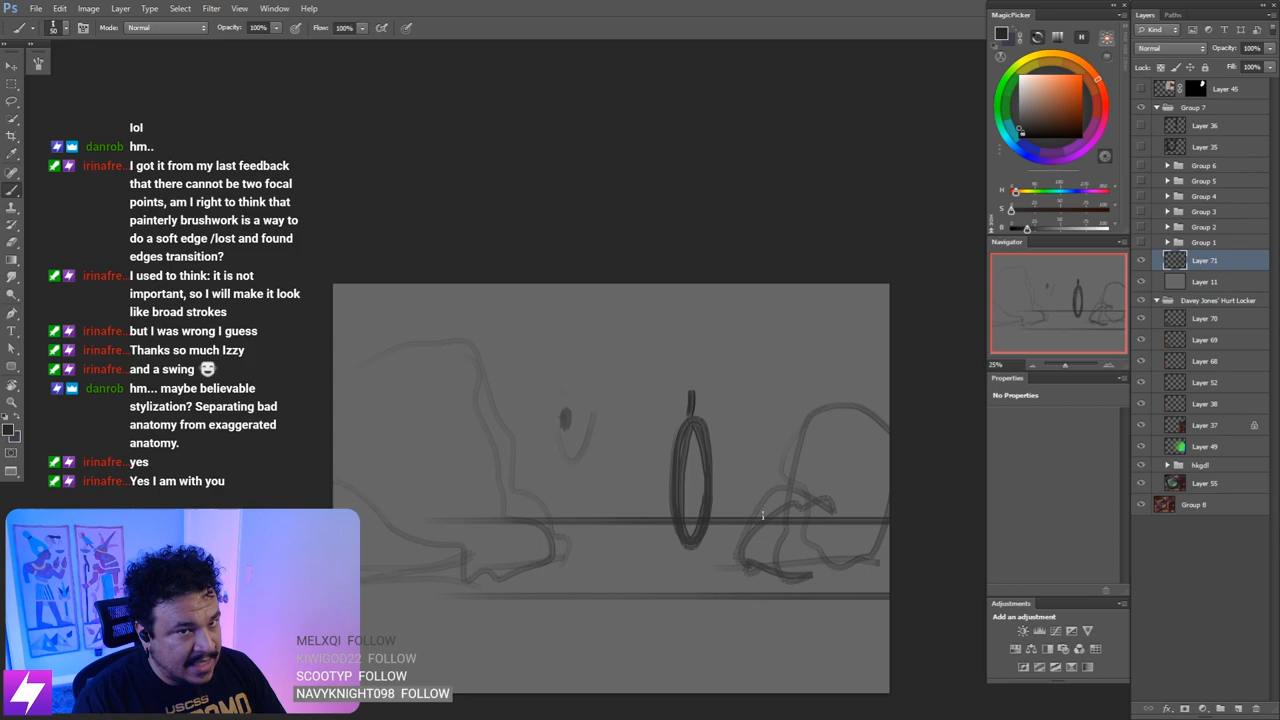 Ps File Edit Image Layer Type Select Filter View Window Help
50 Mode: Normal Opacity: 100% Flow: 100%
lol
danrob hm..
irinafre... I got it from my last feedback
that there cannot be two focal
points, am I right to think that
painterly brushwork is a way to
do a soft edge /lost and found
edges transition?
irinafre... I used to think: it is not
important, so I will make it look
like broad strokes
irinafre... but I was wrong I guess
irinafre... Thanks so much Izzy
irinafre... and a swing
danrob hm... maybe believable
stylization? Separating bad
anatomy from exaggerated
anatomy.
irinafre... yes
irinafre... Yes I am with you
MELXQI FOLLOW
KIWIGOD22 FOLLOW
SCOOTYP FOLLOW
NAVYKNIGHT098 FOLLOW
USCSS
MagicPicker
H
H
S
B
Navigator
25%
Properties
No Properties
Adjustments
Add an adjustment
Layers Paths
Kind
Normal Opacity: 100%
Lock: Fill: 100%
Layer 45
Group 7
Layer 36
Layer 35
Group 6
Group 5
Group 4
Group 3
Group 2
Group 1
Layer 71
Layer 11
Davey Jones' Hurt Locker
Layer 70
Layer 69
Layer 68
Layer 52
Layer 38
Layer 37
Layer 49
hkgdl
Layer 55
Group 8
fx